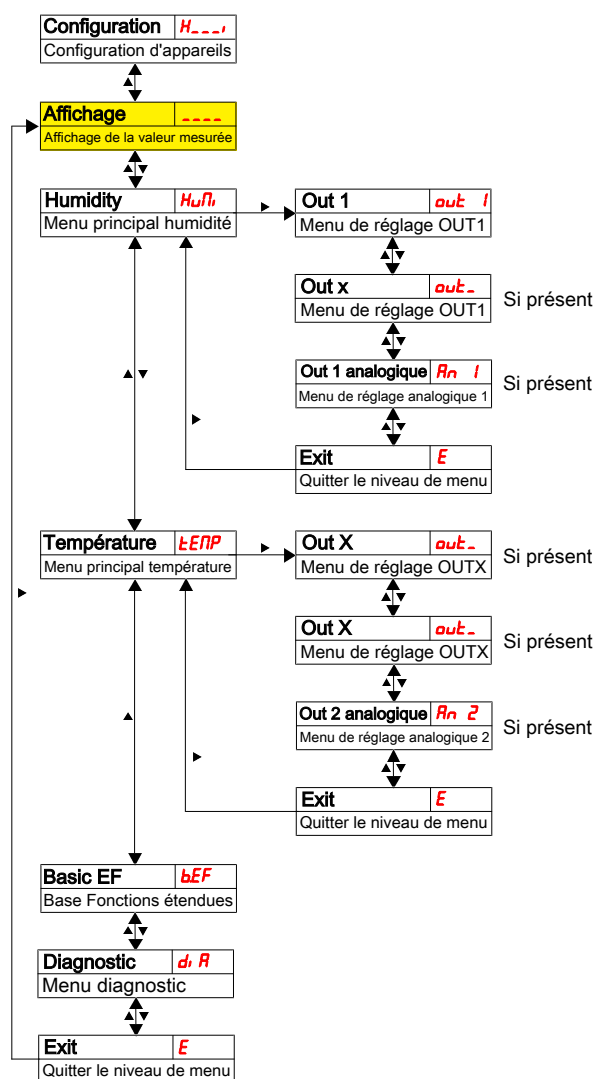 Configuration H___i
Configuration d'appareils
Affichage ____
Affichage de la valeur mesurée
Humidity HuMi
Menu principal humidité
Out 1 out 1
Menu de réglage OUT1
Out x out_
Menu de réglage OUT1
Si présent
Out 1 analogique An 1
Menu de réglage analogique 1
Si présent
Exit E
Quitter le niveau de menu
Température tEMP
Menu principal température
Out X out_
Menu de réglage OUTX
Si présent
Out X out_
Menu de réglage OUTX
Si présent
Out 2 analogique An 2
Menu de réglage analogique 2
Si présent
Exit E
Quitter le niveau de menu
Basic EF b.EF
Base Fonctions étendues
Diagnostic di A
Menu diagnostic
Exit E
Quitter le niveau de menu